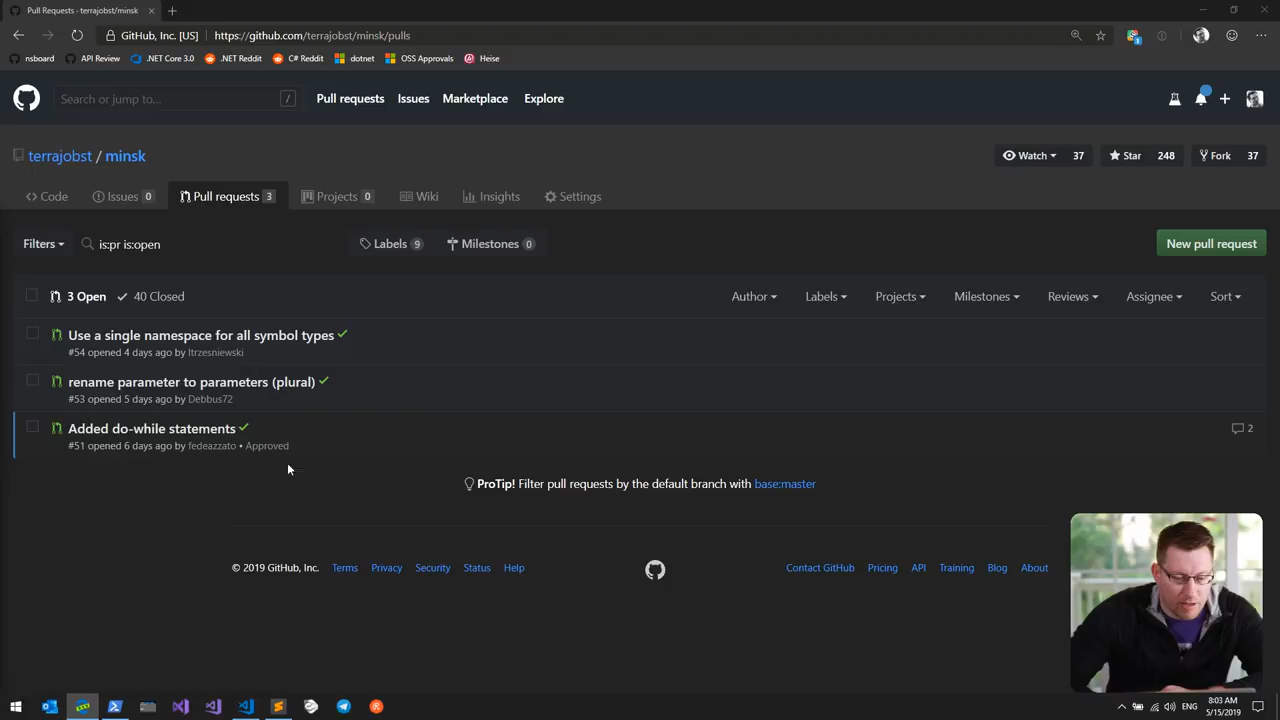 Pull Requests · terrajobst/minsk
GitHub, Inc. [US] https://github.com/terrajobst/minsk/pulls
nsboard API Review .NET Core 3.0 .NET Reddit C# Reddit dotnet OSS Approvals Heise
Search or jump to... / Pull requests Issues Marketplace Explore
terrajobst / minsk Watch 37 Star 248 Fork 37
Code Issues 0 Pull requests 3 Projects 0 Wiki Insights Settings
Filters is:pr is:open Labels 9 Milestones 0 New pull request
3 Open 40 Closed Author Labels Projects Milestones Reviews Assignee Sort
Use a single namespace for all symbol types
#54 opened 4 days ago by ltrzesniewski
rename parameter to parameters (plural)
#53 opened 5 days ago by Debbus72
Added do-while statements 2
#51 opened 6 days ago by fedeazzato • Approved
ProTip! Filter pull requests by the default branch with base:master
© 2019 GitHub, Inc. Terms Privacy Security Status Help Contact GitHub Pricing API Training Blog About
8:03 AM
ENG
5/15/2019